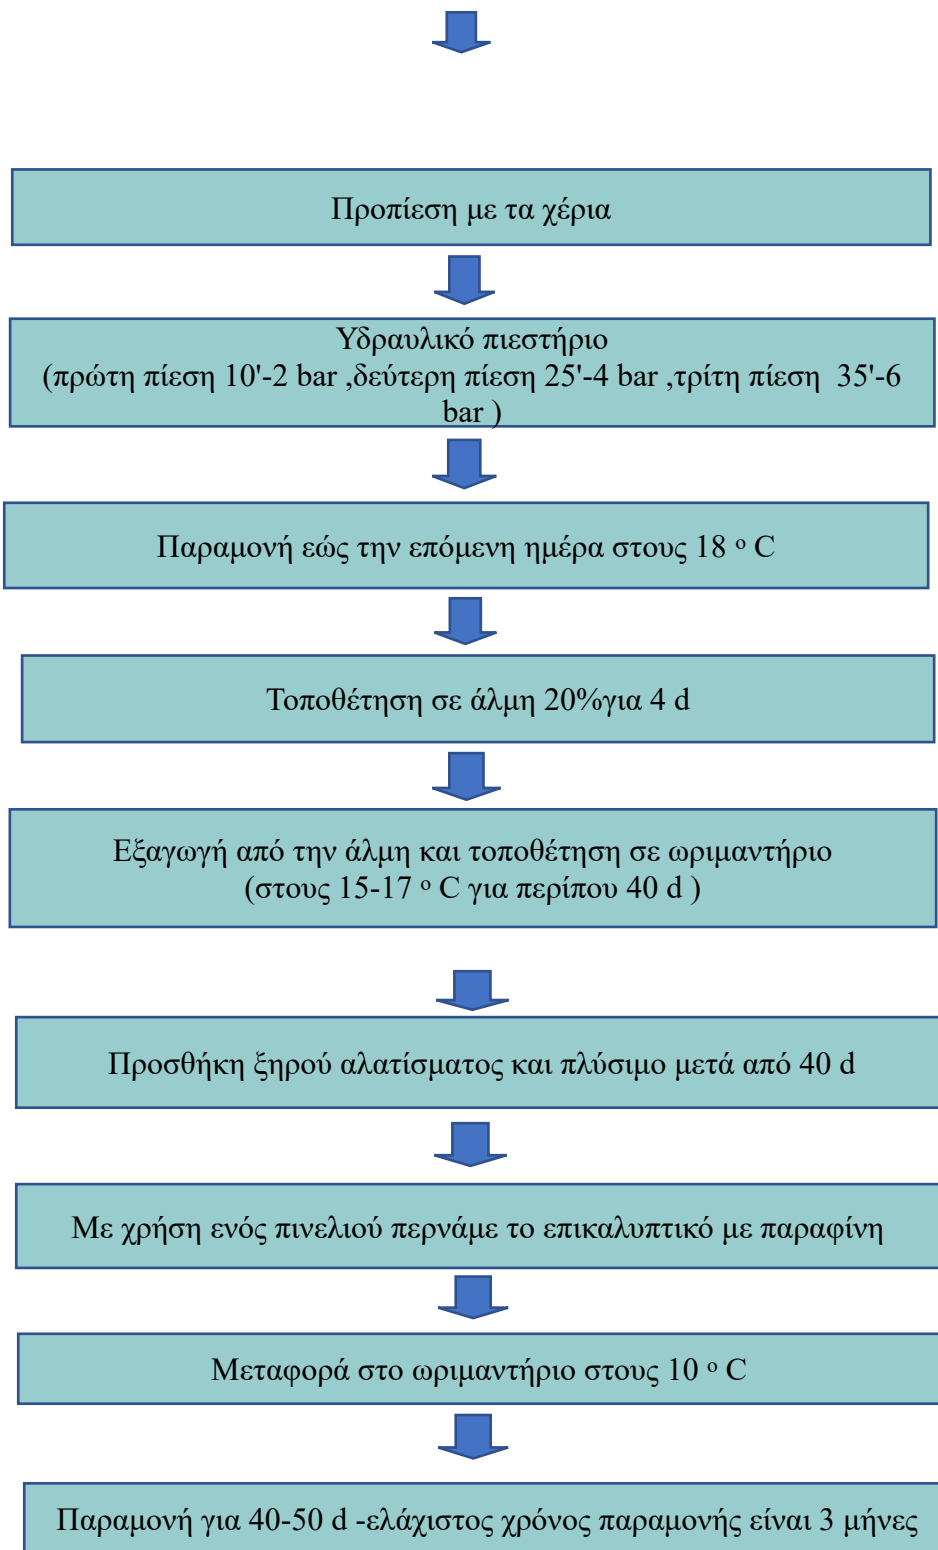 Προπίεση με τα χέρια
Υδραυλικό πιεστήριο
(πρώτη πίεση 10'-2 bar ,δεύτερη πίεση 25'-4 bar ,τρίτη πίεση 35'-6
bar )
Παραμονή εώς την επόμενη ημέρα στους 18 ᵒ C
Τοποθέτηση σε άλμη 20%για 4 d
Εξαγωγή από την άλμη και τοποθέτηση σε ωριμαντήριο
(στους 15-17 ᵒ C για περίπου 40 d )
Προσθήκη ξηρού αλατίσματος και πλύσιμο μετά από 40 d
Με χρήση ενός πινελιού περνάμε το επικαλυπτικό με παραφίνη
Μεταφορά στο ωριμαντήριο στους 10 ᵒ C
Παραμονή για 40-50 d -ελάχιστος χρόνος παραμονής είναι 3 μήνες